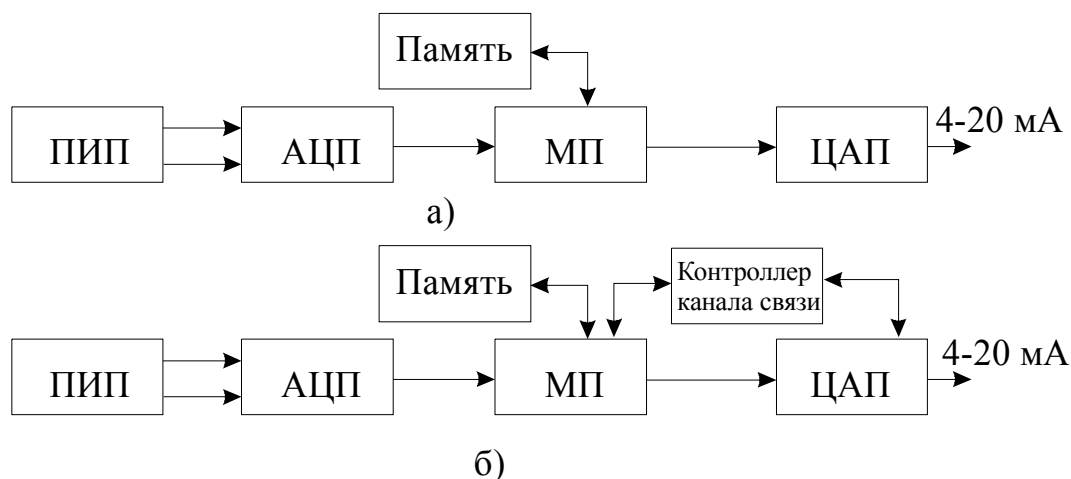 Память
4-20 мА
ПИП
АЦП
МП
ЦАП
а)
Память
Контроллер
канала связи
4-20 мА
ПИП
АЦП
МП
ЦАП
б)